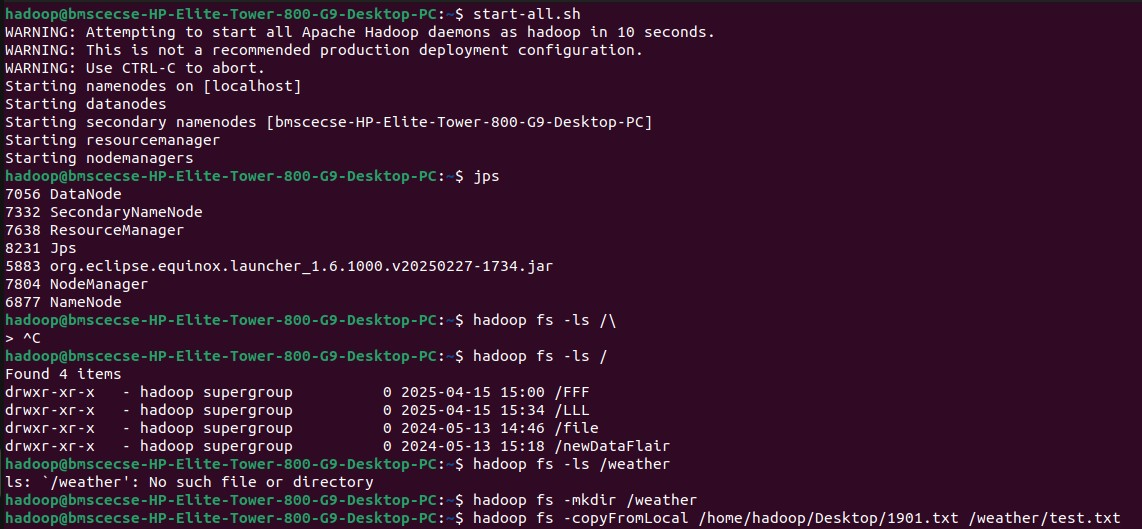 hadoop@bmscecse-HP-Elite-Tower-800-G9-Desktop-PC:~$ start-all.sh
WARNING: Attempting to start all Apache Hadoop daemons as hadoop in 10 seconds.
WARNING: This is not a recommended production deployment configuration.
WARNING: Use CTRL-C to abort.
Starting namenodes on [localhost]
Starting datanodes
Starting secondary namenodes [bmscecse-HP-Elite-Tower-800-G9-Desktop-PC]
Starting resourcemanager
Starting nodemanagers
hadoop@bmscecse-HP-Elite-Tower-800-G9-Desktop-PC:~$ jps
7056 DataNode
7332 SecondaryNameNode
7638 ResourceManager
8231 Jps
5883 org.eclipse.equinox.launcher_1.6.1000.v20250227-1734.jar
7804 NodeManager
6877 NameNode
hadoop@bmscecse-HP-Elite-Tower-800-G9-Desktop-PC:~$ hadoop fs -ls /\
> ^C
hadoop@bmscecse-HP-Elite-Tower-800-G9-Desktop-PC:~$ hadoop fs -ls /
Found 4 items
drwxr-xr-x   - hadoop supergroup          0 2025-04-15 15:00 /FFF
drwxr-xr-x   - hadoop supergroup          0 2025-04-15 15:34 /LLL
drwxr-xr-x   - hadoop supergroup          0 2024-05-13 14:46 /file
drwxr-xr-x   - hadoop supergroup          0 2024-05-13 15:18 /newDataFlair
hadoop@bmscecse-HP-Elite-Tower-800-G9-Desktop-PC:~$ hadoop fs -ls /weather
ls: `/weather': No such file or directory
hadoop@bmscecse-HP-Elite-Tower-800-G9-Desktop-PC:~$ hadoop fs -mkdir /weather
hadoop@bmscecse-HP-Elite-Tower-800-G9-Desktop-PC:~$ hadoop fs -copyFromLocal /home/hadoop/Desktop/1901.txt /weather/test.txt